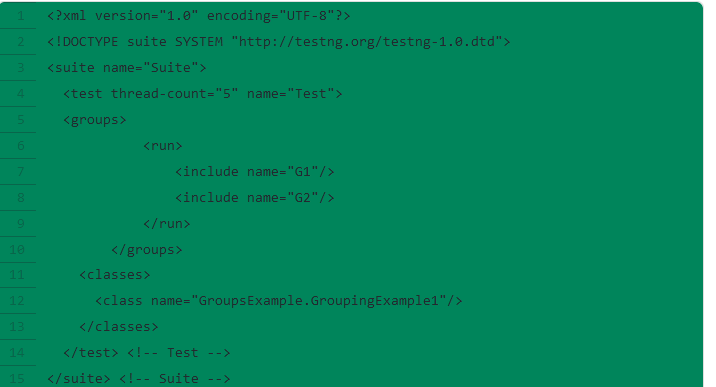 1 <?xml version="1.0" encoding="UTF-8"?>
2 <!DOCTYPE suite SYSTEM "http://testng.org/testng-1.0.dtd">
3 <suite name="Suite">
4   <test thread-count="5" name="Test">
5   <groups>
6             <run>
7                 <include name="G1"/>
8                 <include name="G2"/>
9             </run>
10         </groups>
11     <classes>
12       <class name="GroupsExample.GroupingExample1"/>
13     </classes>
14   </test> <!-- Test -->
15 </suite> <!-- Suite -->